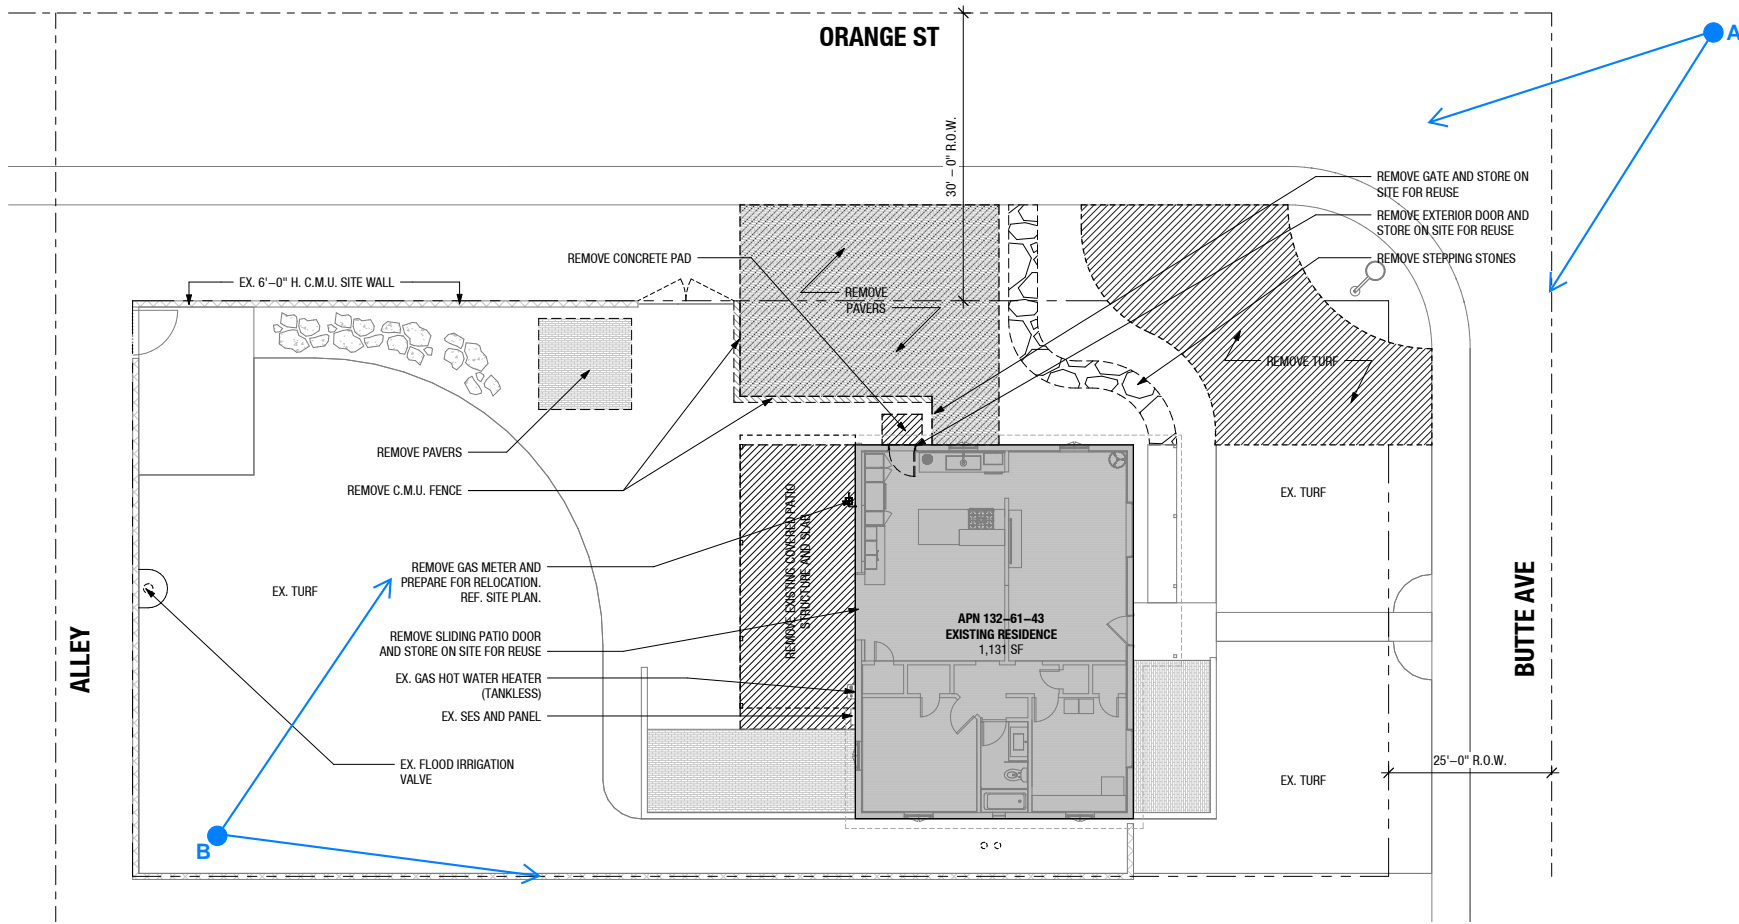 ORANGE ST
A
30' – 0" R.O.W.
REMOVE GATE AND STORE ON
SITE FOR REUSE
REMOVE EXTERIOR DOOR AND
STORE ON SITE FOR REUSE
REMOVE STEPPING STONES
REMOVE CONCRETE PAD
EX. 6'–0" H. C.M.U. SITE WALL
REMOVE
PAVERS
REMOVE TURF
REMOVE PAVERS
REMOVE C.M.U. FENCE
EX. TURF
REMOVE EXISTING COVERED PATIO
STRUCTURE AND SLAB
REMOVE GAS METER AND
PREPARE FOR RELOCATION.
REF. SITE PLAN.
EX. TURF
APN 132–61–43
EXISTING RESIDENCE
1,131 SF
REMOVE SLIDING PATIO DOOR
AND STORE ON SITE FOR REUSE
ALLEY
BUTTE AVE
EX. GAS HOT WATER HEATER
(TANKLESS)
EX. SES AND PANEL
EX. FLOOD IRRIGATION
VALVE
25'–0" R.O.W.
EX. TURF
B